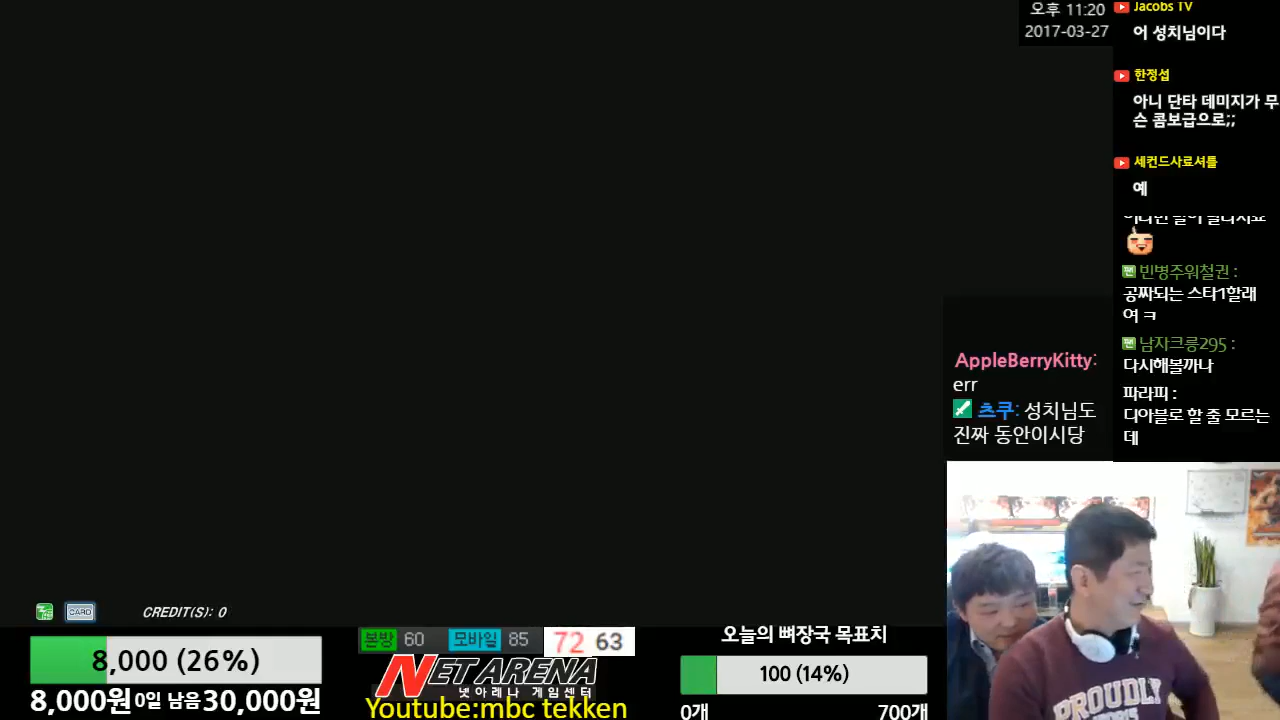 오후 11:20
2017-03-27
Jacobs TV
어 성치님이다
한정섭
아니 단타 데미지가 무
슨 콤보급으로;;
세컨드사료셔틀
예
빈병주워철권 :
공짜되는 스타1할래
여 ㅋ
남자크릉295 :
다시해볼까나
파라피 :
디아블로 할 줄 모르는
데
AppleBerryKitty:
err
츠쿠: 성치님도
진짜 동안이시당
CARD
CREDIT(S): 0
8,000 (26%)
8,000원 0일 남음 30,000원
본방 60 모바일 85 72 63
NET ARENA
넷아레나 게임센터
Youtube:mbc tekken
오늘의 뼈장국 목표치
100 (14%)
0개 700개
PROUDLY